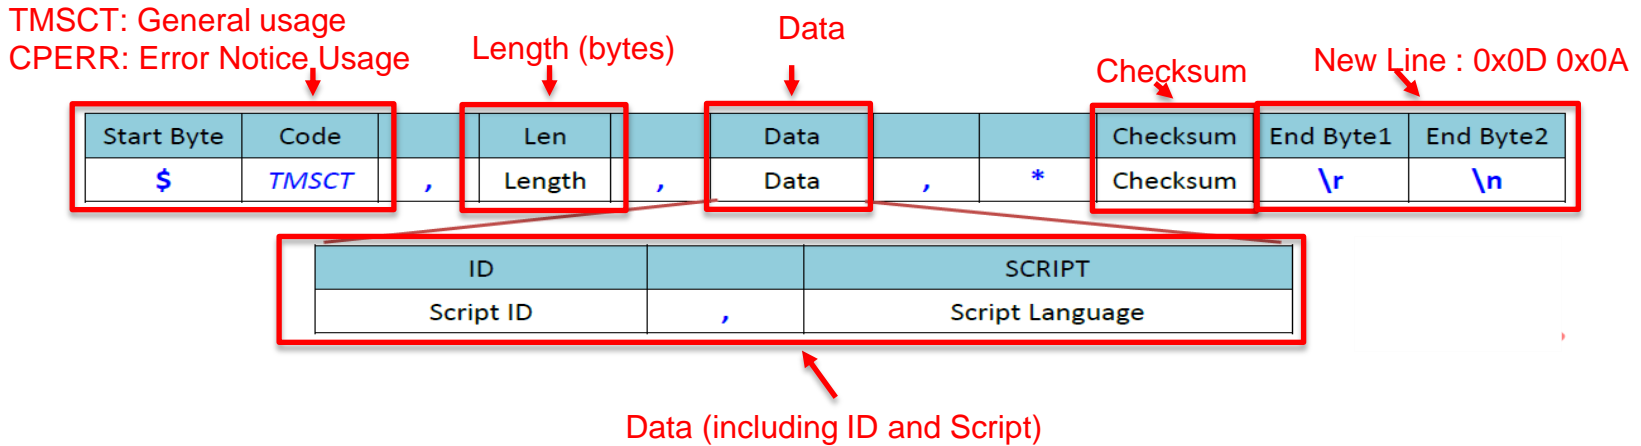 TMSCT: General usage
CPERR: Error Notice Usage
Length (bytes)
Data
Checksum
New Line : 0x0D 0x0A
Start Byte Code Len Data Checksum End Byte1 End Byte2
$ TMSCT , Length , Data , * Checksum \r \n
ID SCRIPT
Script ID , Script Language
Data (including ID and Script)